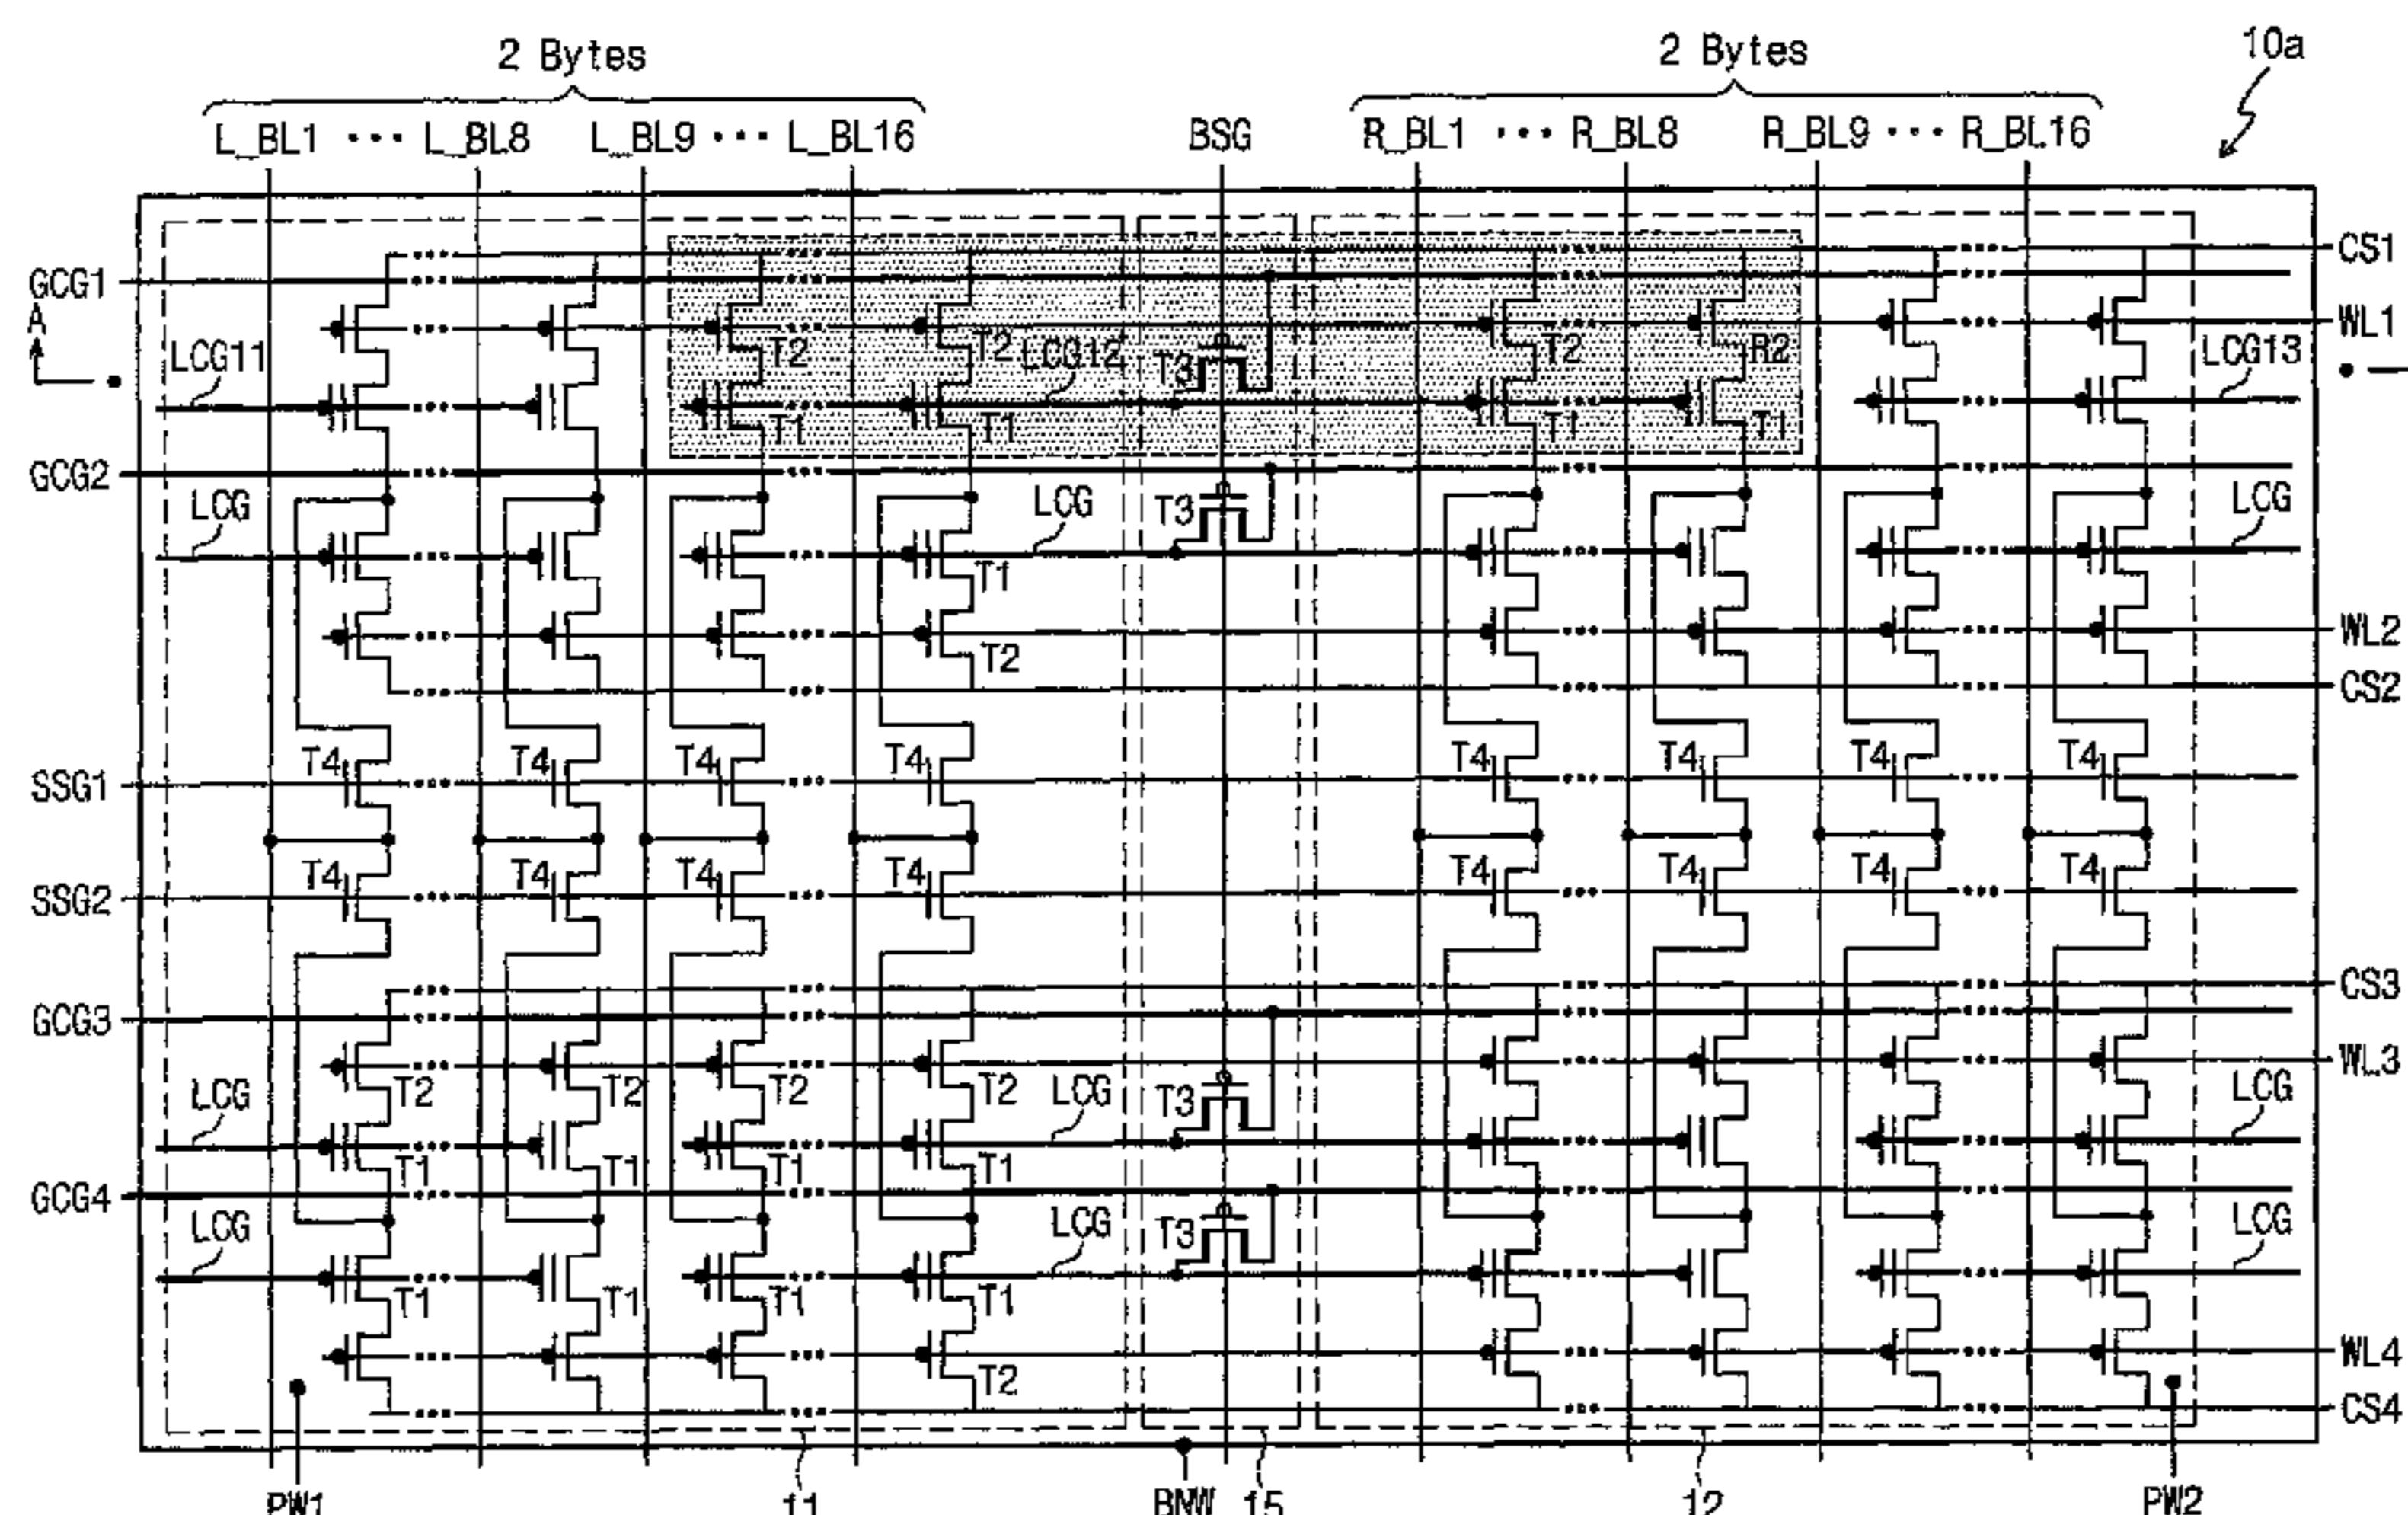 2 Bytes 2 Bytes 10a
L_BL1 ··· L_BL8 L_BL9 ··· L_BL16 BSG R_BL1 ··· R_BL8 R_BL9 ··· R_BL16
CS1
GCG1
A
WL1
T2 T2 LCG12 T3 T2 R2
LCG11 LCG13
T1 T1 T1 T1
GCG2
LCG LCG T3 LCG
T1
WL2
T2
CS2
T4 T4 T4 T4 T4 T4 T4 T4
SSG1
T4 T4 T4 T4 T4 T4 T4 T4
SSG2
CS3
GCG3
WL3
T2 T2 T2 T2
LCG LCG T3 LCG
T1 T1 T1 T1
GCG4
LCG LCG T3 LCG
T1 T1 T1 T1
WL4
T2
CS4
PW1 11 BNW 15 12 PW2